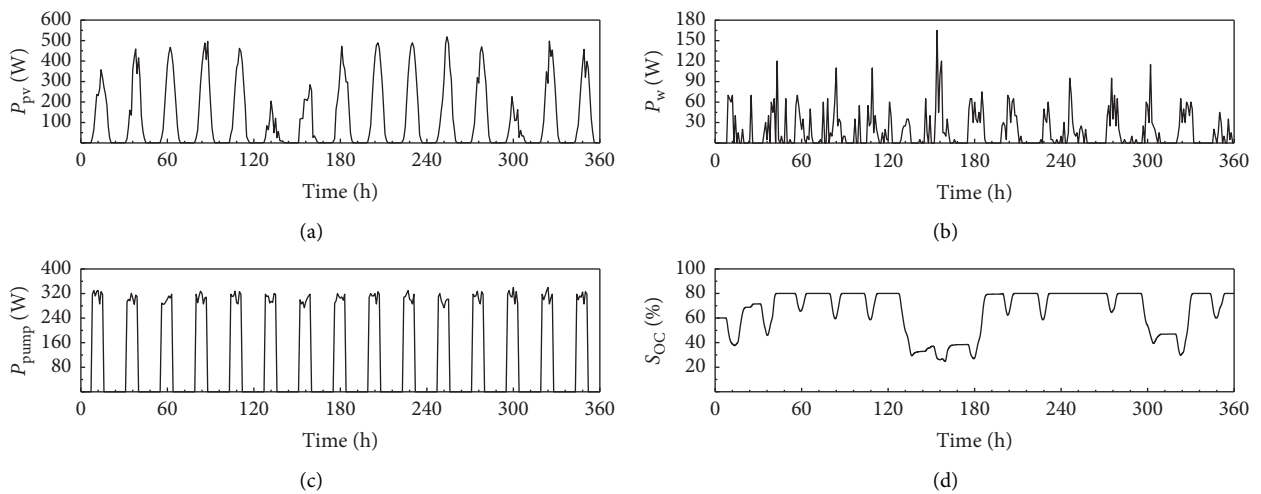 600
500
400
300
200
100
P_pv (W)
0 60 120 180 240 300 360
Time (h)
(a)
180
150
120
90
60
30
P_w (W)
0 60 120 180 240 300 360
Time (h)
(b)
400
320
240
160
80
P_pump (W)
0 60 120 180 240 300 360
Time (h)
(c)
100
80
60
40
20
S_OC (%)
0 60 120 180 240 300 360
Time (h)
(d)